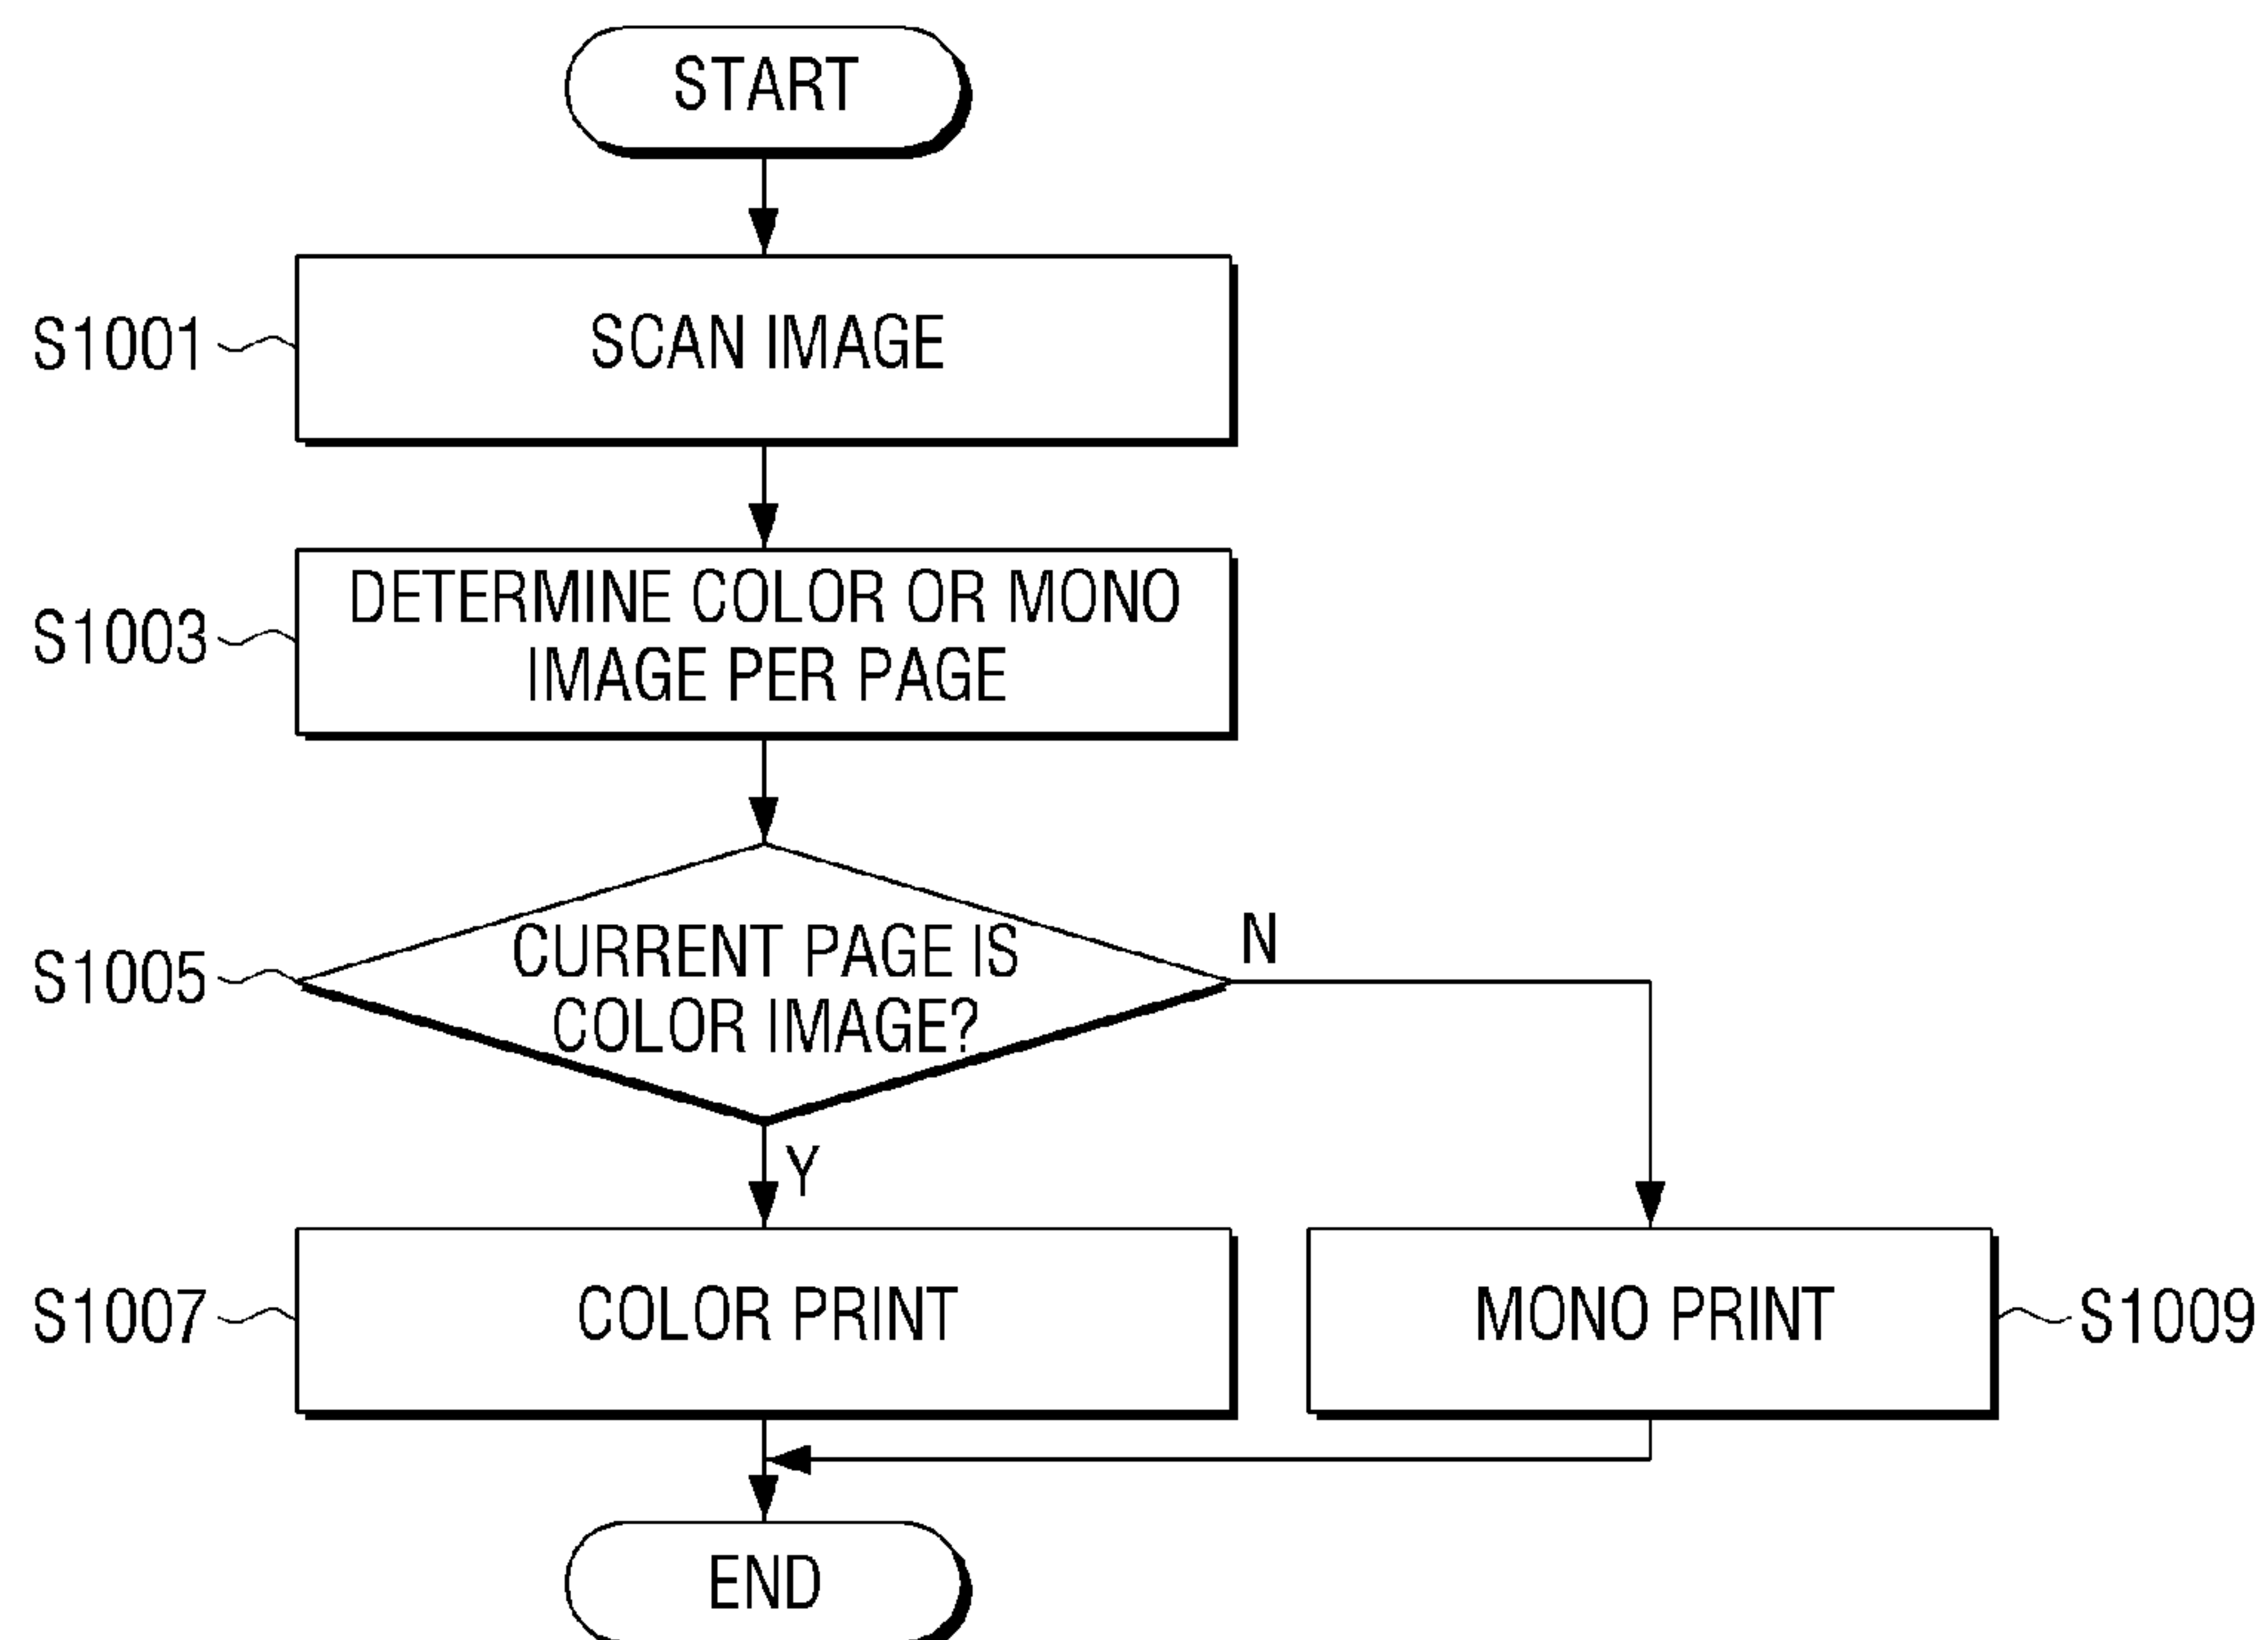 START
S1001
SCAN IMAGE
S1003
DETERMINE COLOR OR MONO
IMAGE PER PAGE
S1005
CURRENT PAGE IS
COLOR IMAGE?
N
Y
S1007
COLOR PRINT
MONO PRINT
S1009
END